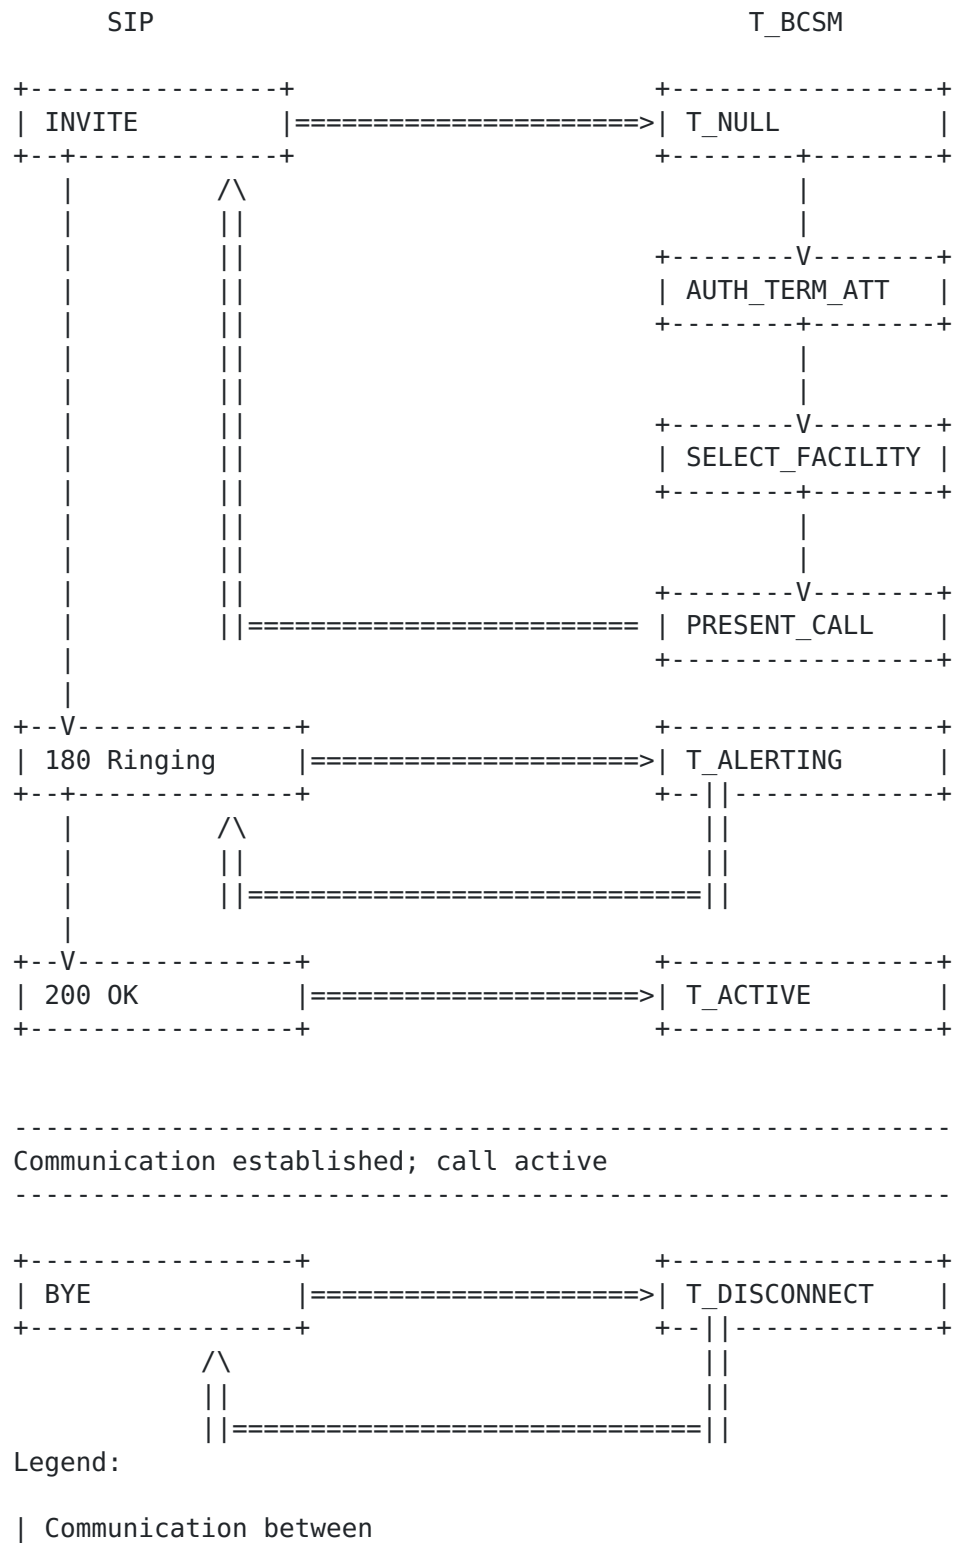 SIP T_BCSM
INVITE T_NULL
AUTH_TERM_ATT
SELECT_FACILITY
PRESENT_CALL
180 Ringing T_ALERTING
200 OK T_ACTIVE
Communication established; call active
BYE T_DISCONNECT
Legend:
| Communication between